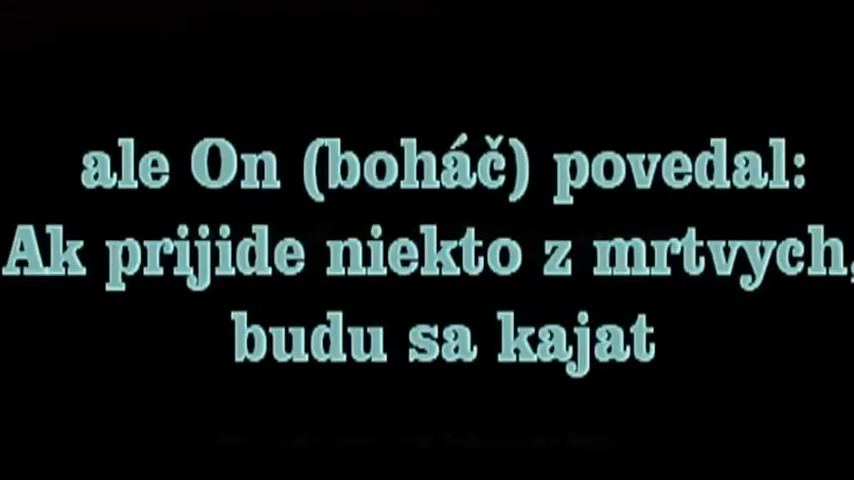 ale On (boháč) povedal:
Ak prijide niekto z mrtvych,
budu sa kajat